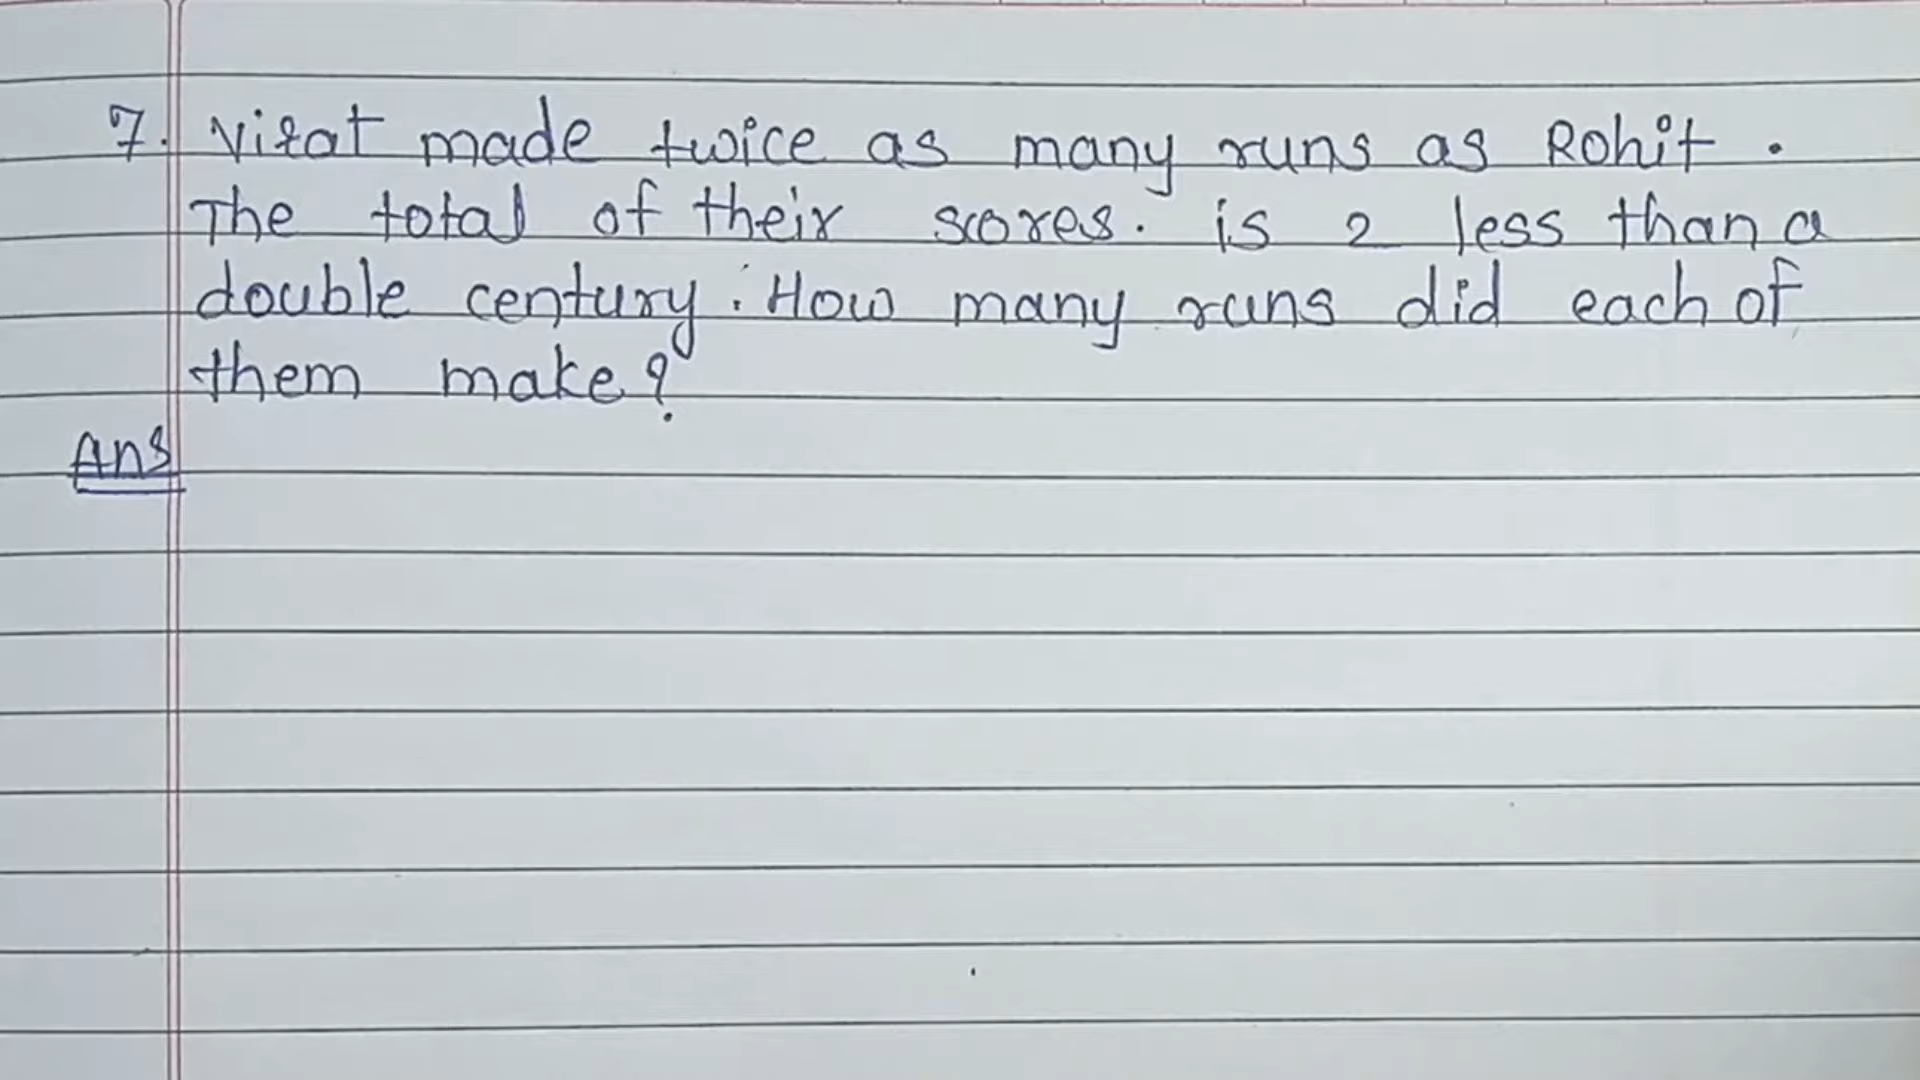 7. Virat made twice as many runs as Rohit.
The total of their scores. is 2 less than a
double century. How many runs did each of
them make?
Ans